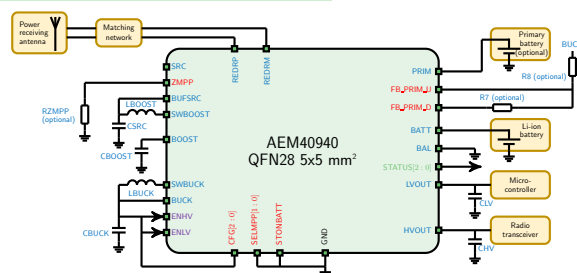 Power
receiving
antenna
Matching
network
REDRP
REDRM
Primary
battery
(optional)
BUC
SRC
ZMPP
BUFSRC
SWBOOST
BOOST
SWBUCK
BUCK
ENHV
ENLV
LBOOST
CSRC
CBOOST
LBUCK
CBUCK
RZMPP
(optional)
AEM40940
QFN28 5x5 mm²
PRIM
FB_PRIM_U
FB_PRIM_D
BATT
BAL
STATUS[2 : 0]
LVOUT
HVOUT
R8 (optional)
R7 (optional)
Li-ion
battery
Micro-
controller
CLV
Radio
transceiver
CHV
CFG[2 : 0]
SELMPP[1 : 0]
STONBATT
GND